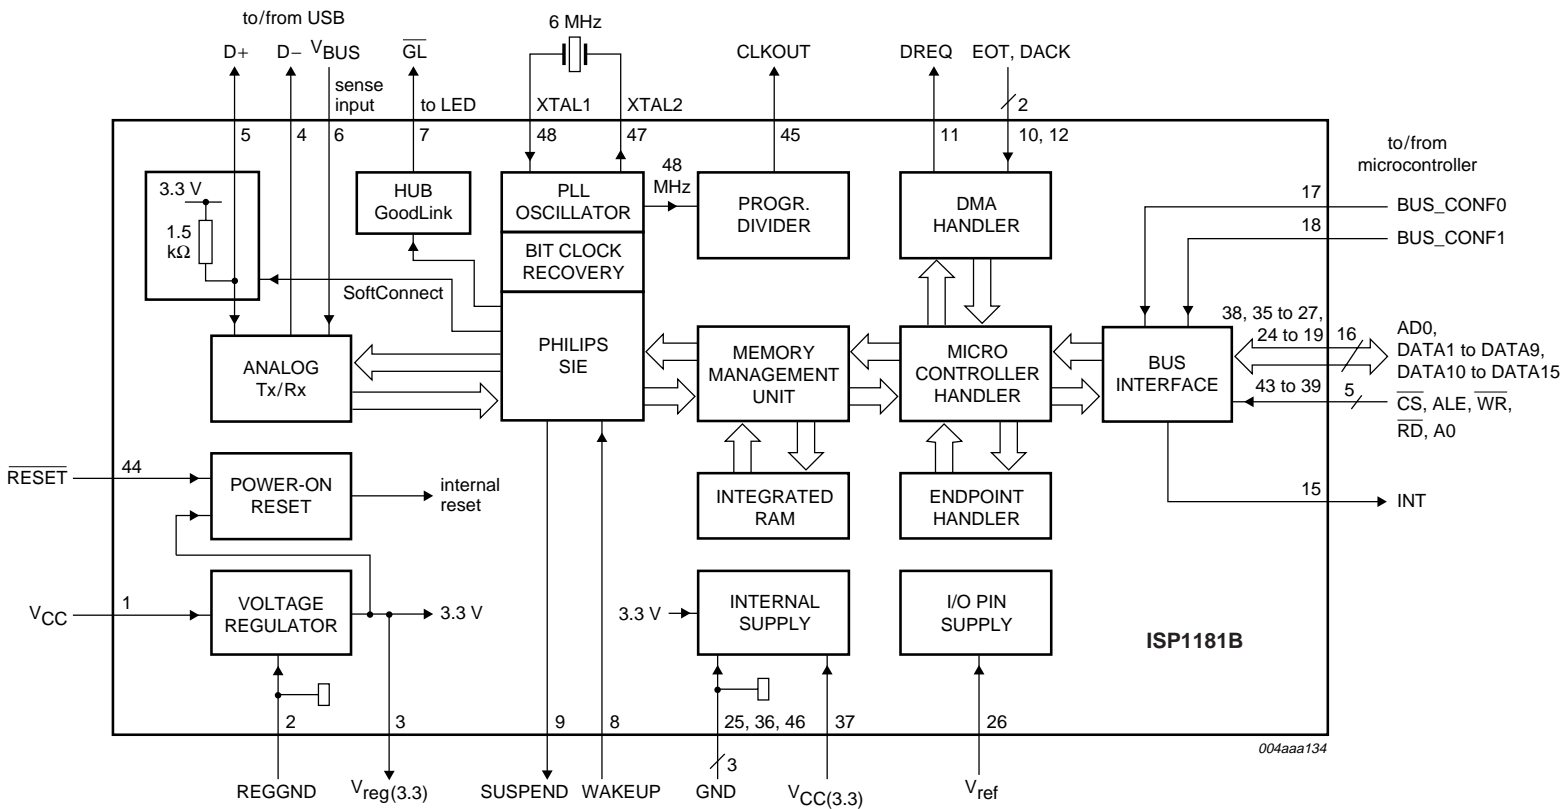 to/from USB
D+
D−
VBUS
sense
input
GL
to LED
6 MHz
XTAL1
XTAL2
CLKOUT
DREQ
EOT, DACK
2
5
4
6
7
48
47
45
11
10, 12
to/from
microcontroller
3.3 V
1.5
kΩ
HUB
GoodLink
PLL
OSCILLATOR
48
MHz
PROGR.
DIVIDER
DMA
HANDLER
17
BUS_CONF0
18
BUS_CONF1
BIT CLOCK
RECOVERY
SoftConnect
ANALOG
Tx/Rx
PHILIPS
SIE
MEMORY
MANAGEMENT
UNIT
MICRO
CONTROLLER
HANDLER
BUS
INTERFACE
38, 35 to 27,
24 to 19
16
AD0,
DATA1 to DATA9,
DATA10 to DATA15
43 to 39
5
CS, ALE, WR,
RD, A0
RESET
44
POWER-ON
RESET
internal
reset
INTEGRATED
RAM
ENDPOINT
HANDLER
15
INT
VCC
1
VOLTAGE
REGULATOR
3.3 V
3.3 V
INTERNAL
SUPPLY
I/O PIN
SUPPLY
ISP1181B
2
3
9
8
25, 36, 46
37
26
004aaa134
3
REGGND
Vreg(3.3)
SUSPEND
WAKEUP
GND
VCC(3.3)
Vref